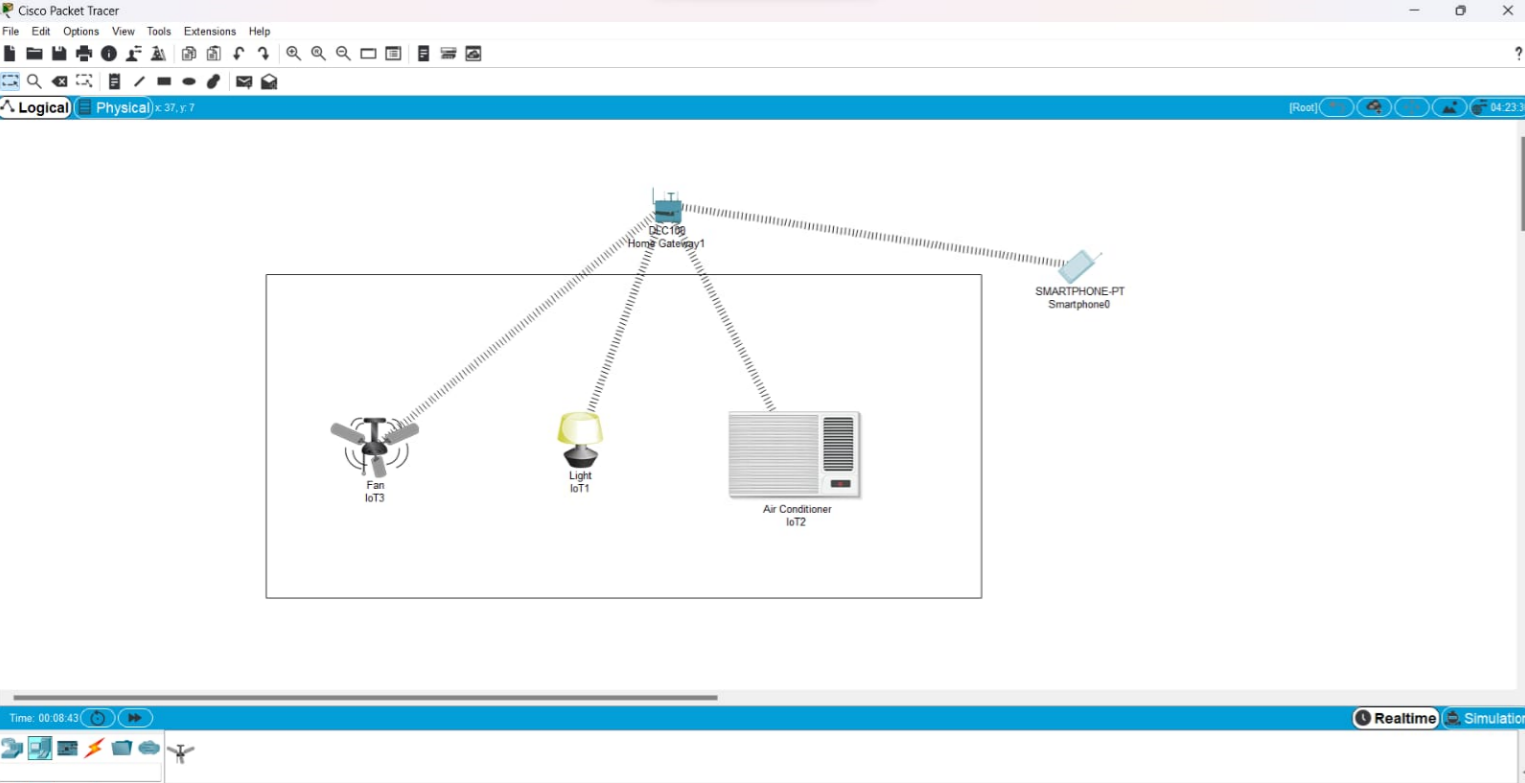 Cisco Packet Tracer
File Edit Options View Tools Extensions Help
?
Logical Physical x: 37, y: 7 [Root] 04:23:3
DLC100
Home Gateway1
SMARTPHONE-PT
Smartphone0
Fan
IoT3
Light
IoT1
Air Conditioner
IoT2
Time: 00:08:43 Realtime Simulation